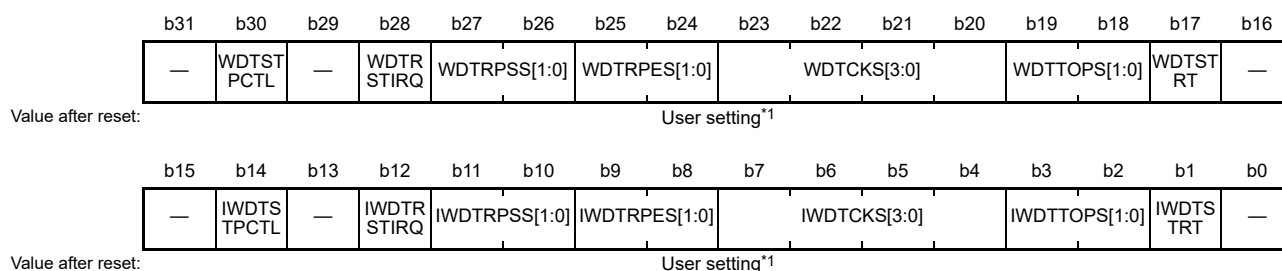 b31 b30 b29 b28 b27 b26 b25 b24 b23 b22 b21 b20 b19 b18 b17 b16
— WDTST PCTL — WDTR STIRQ WDTRPSS[1:0] WDTRPES[1:0] WDTCKS[3:0] WDTTOPS[1:0] WDTST RT —
Value after reset: User setting*1
b15 b14 b13 b12 b11 b10 b9 b8 b7 b6 b5 b4 b3 b2 b1 b0
— IWDTS TPCTL — IWDTR STIRQ IWDTRPSS[1:0] IWDTRPES[1:0] IWDTCKS[3:0] IWDTTOPS[1:0] IWDTS TRT —
Value after reset: User setting*1